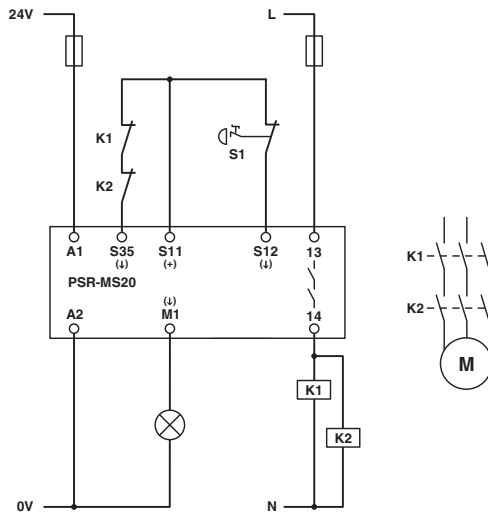 24V
L
K1
S1
K2
A1 S35 S11 S12 13
(↓) (+) (↓)
PSR-MS20
(↓)
A2 M1 14
K1
K2
M
K1
K2
0V
N